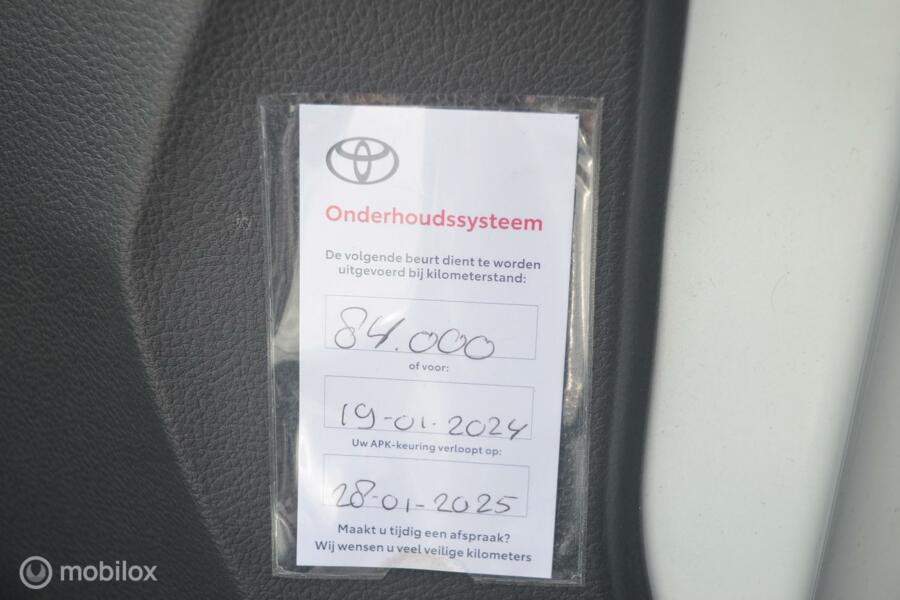 Onderhoudssysteem
De volgende beurt dient te worden
uitgevoerd bij kilometerstand:
84.000
of voor:
19-01-2024
Uw APK-keuring verloopt op:
28-01-2025
Maakt u tijdig een afspraak?
Wij wensen u veel veilige kilometers
mobilox